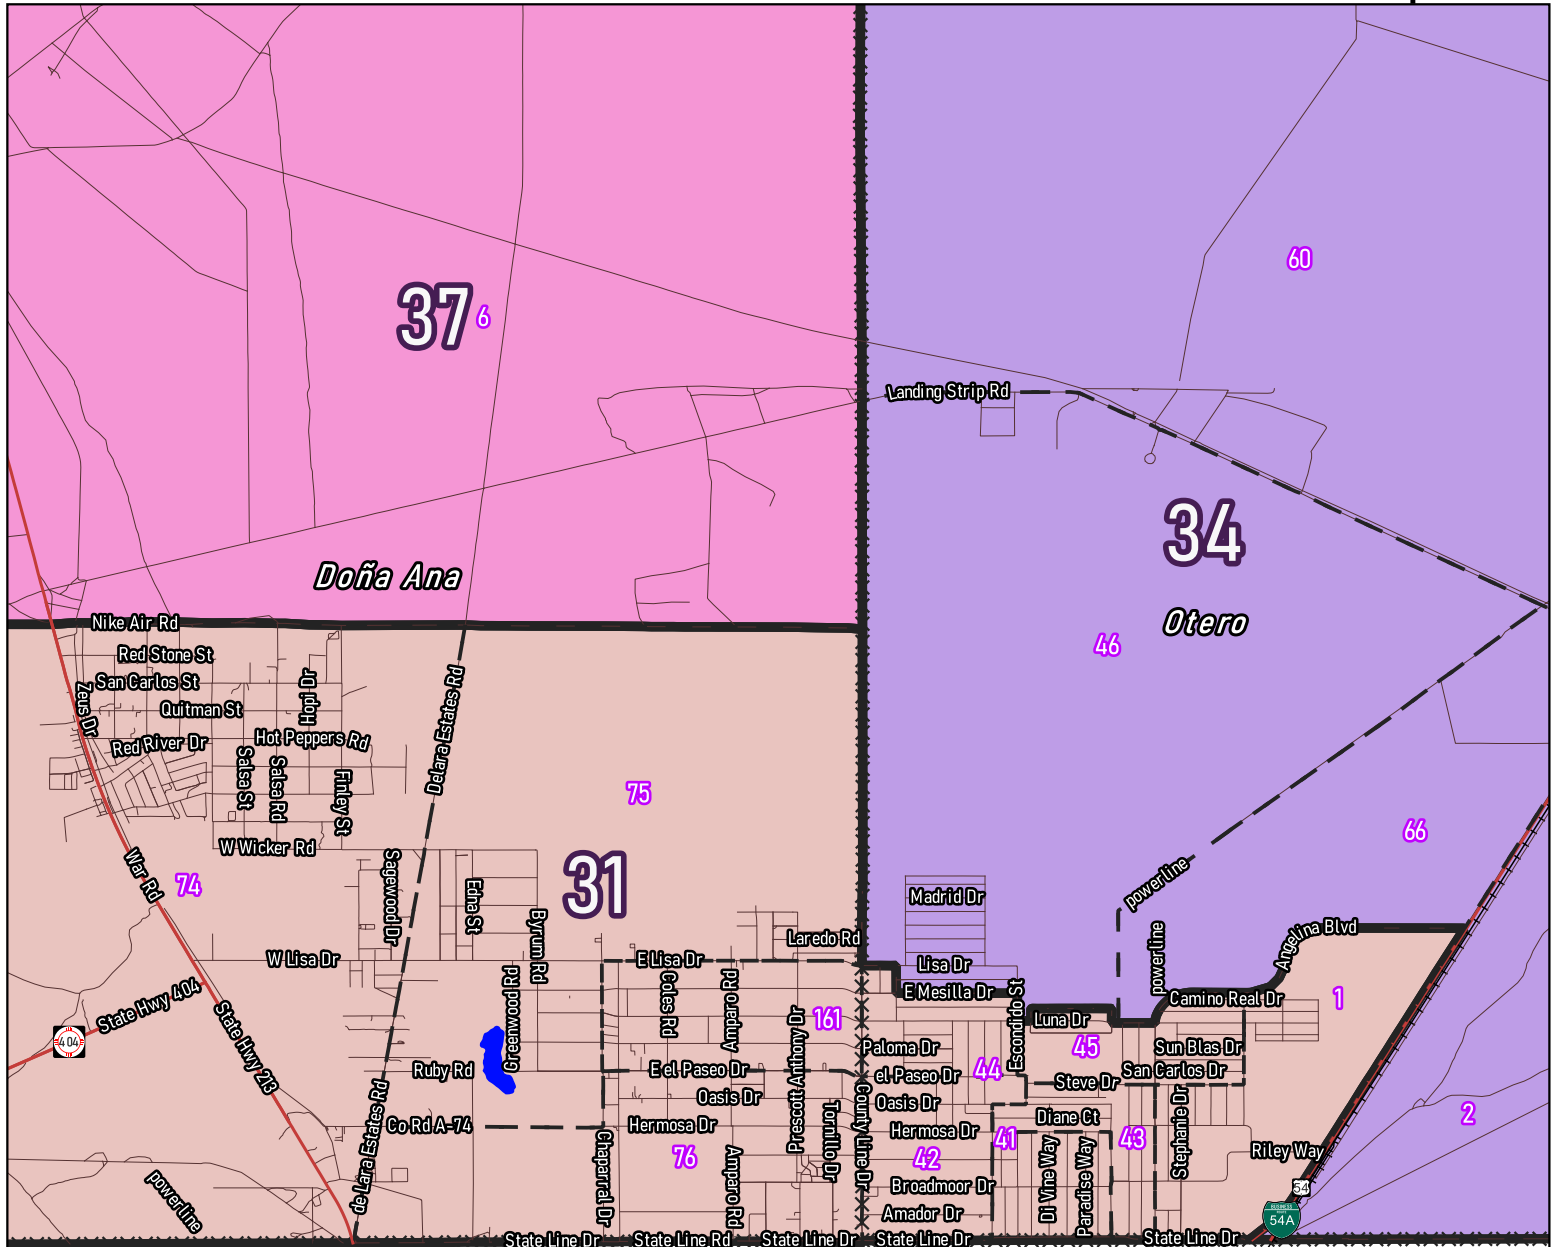 60
37
6
Landing Strip Rd
34
Doña Ana
Otero
Nike Air Rd
46
Red Stone St
San Carlos St
Zeus Dr
Hopi Dr
Quitman St
Delara Estates Rd
Red River Dr
Hot Peppers Rd
Salsa St
Salsa Rd
Finley St
75
66
W Wicker Rd
War Rd
74
31
Sagewood Dr
Edna St
Byrum Rd
Madrid Dr
powerline
powerline
Angelina Blvd
Laredo Rd
W Lisa Dr
E Lisa Dr
Lisa Dr
State Hwy 404
Greenwood Rd
Coles Rd
Amparo Rd
E Mesilla Dr
Escondido St
Camino Real Dr
1
161
Luna Dr
404
State Hwy 213
Prescott Anthony Dr
Paloma Dr
45
Sun Blas Dr
Ruby Rd
E el Paseo Dr
el Paseo Dr
44
Steve Dr
San Carlos Dr
Oasis Dr
Oasis Dr
Tornillo Dr
County Line Dr
Stephanie Dr
2
Co Rd A-74
Hermosa Dr
Hermosa Dr
Diane Ct
de Lara Estates Rd
Chaparral Dr
76
Amparo Rd
42
41
43
Di Vine Way
Paradise Way
Riley Way
powerline
Broadmoor Dr
54
Amador Dr
BUSINESS
54A
State Line Dr
State Line Rd
State Line Dr
State Line Dr
State Line Dr